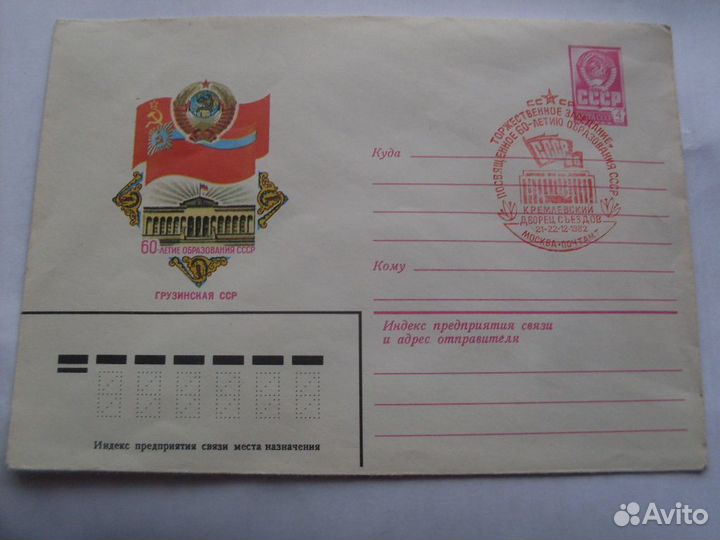 60-ЛЕТИЕ ОБРАЗОВАНИЯ СССР
ГРУЗИНСКАЯ ССР
СССР
4
ТОРЖЕСТВЕННОЕ ЗАСЕДАНИЕ,
ПОСВЯЩЕННОЕ 60-ЛЕТИЮ ОБРАЗОВАНИЯ СССР
КРЕМЛЕВСКИЙ
ДВОРЕЦ СЪЕЗДОВ
21-22·12·1982
МОСКВА·ПОЧТАМТ
Куда
Кому
Индекс предприятия связи
и адрес отправителя
Индекс предприятия связи места назначения
Avito